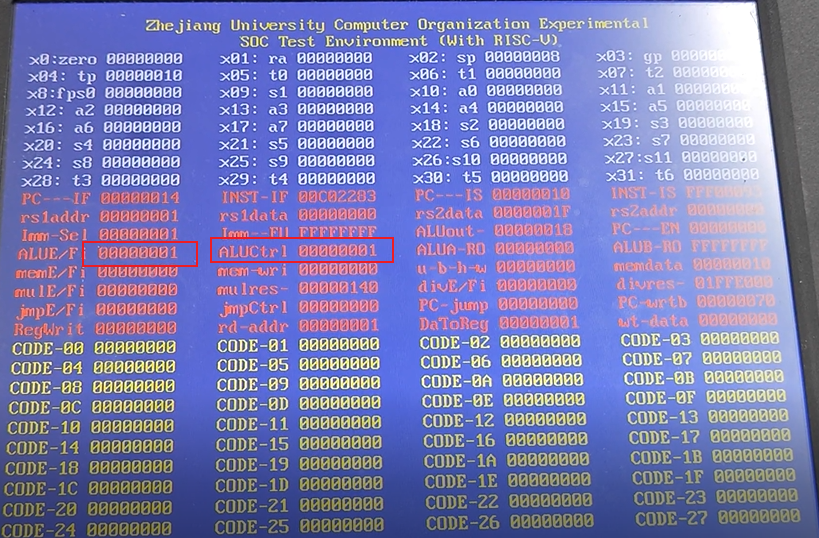 Zhejiang University Computer Organization Experimental
SOC Test Environment (With RISC-V)
x0:zero 00000000 x01: ra 00000000 x02: sp 00000008 x03: gp
x04: tp 00000010 x05: t0 00000000 x06: t1 00000000 x07: t2
x8:fps0 00000000 x09: s1 00000000 x10: a0 00000000 x11: a1 00000000
x12: a2 00000000 x13: a3 00000000 x14: a4 00000000 x15: a5 00000000
x16: a6 00000000 x17: a7 00000000 x18: s2 00000000 x19: s3 00000000
x20: s4 00000000 x21: s5 00000000 x22: s6 00000000 x23: s7 00000000
x24: s8 00000000 x25: s9 00000000 x26:s10 00000000 x27:s11 00000000
x28: t3 00000000 x29: t4 00000000 x30: t5 00000000 x31: t6 00000000
PC---IF 00000014 INST-IF 00C02283 PC---IS 00000010 INST-IS
rs1addr 00000001 rs1data 00000000 rs2data 0000001F rs2addr 00000000
Imm-Sel 00000001 Imm--FU FFFFFFFF ALUout- 00000018 PC---EN 00000000
ALUE/Fi 00000001 ALUCtrl 00000001 ALUA-RO 00000000 ALUB-RO FFFFFFFF
memE/Fi 00000000 mem-wri 00000000 u-b-h-w 00000000 memdata 00000010
mulE/Fi 00000000 mulres- 00000140 divE/Fi 00000000 divres- 01FFE000
jmpE/Fi 00000000 jmpCtrl 00000000 PC-jump 00000000 PC-wrtb 00000070
RegWrit 00000000 rd-addr 00000001 DaToReg 00000001 wt-data 00000000
CODE-00 00000000 CODE-01 00000000 CODE-02 00000000 CODE-03 00000000
CODE-04 00000000 CODE-05 00000000 CODE-06 00000000 CODE-07 00000000
CODE-08 00000000 CODE-09 00000000 CODE-0A 00000000 CODE-0B 00000000
CODE-0C 00000000 CODE-0D 00000000 CODE-0E 00000000 CODE-0F 00000000
CODE-10 00000000 CODE-11 00000000 CODE-12 00000000 CODE-13 00000000
CODE-14 00000000 CODE-15 00000000 CODE-16 00000000 CODE-17 00000000
CODE-18 00000000 CODE-19 00000000 CODE-1A 00000000 CODE-1B 00000000
CODE-1C 00000000 CODE-1D 00000000 CODE-1E 00000000 CODE-1F 00000000
CODE-20 00000000 CODE-21 00000000 CODE-22 00000000 CODE-23 00000000
CODE-24 00000000 CODE-25 00000000 CODE-26 00000000 CODE-27 00000000